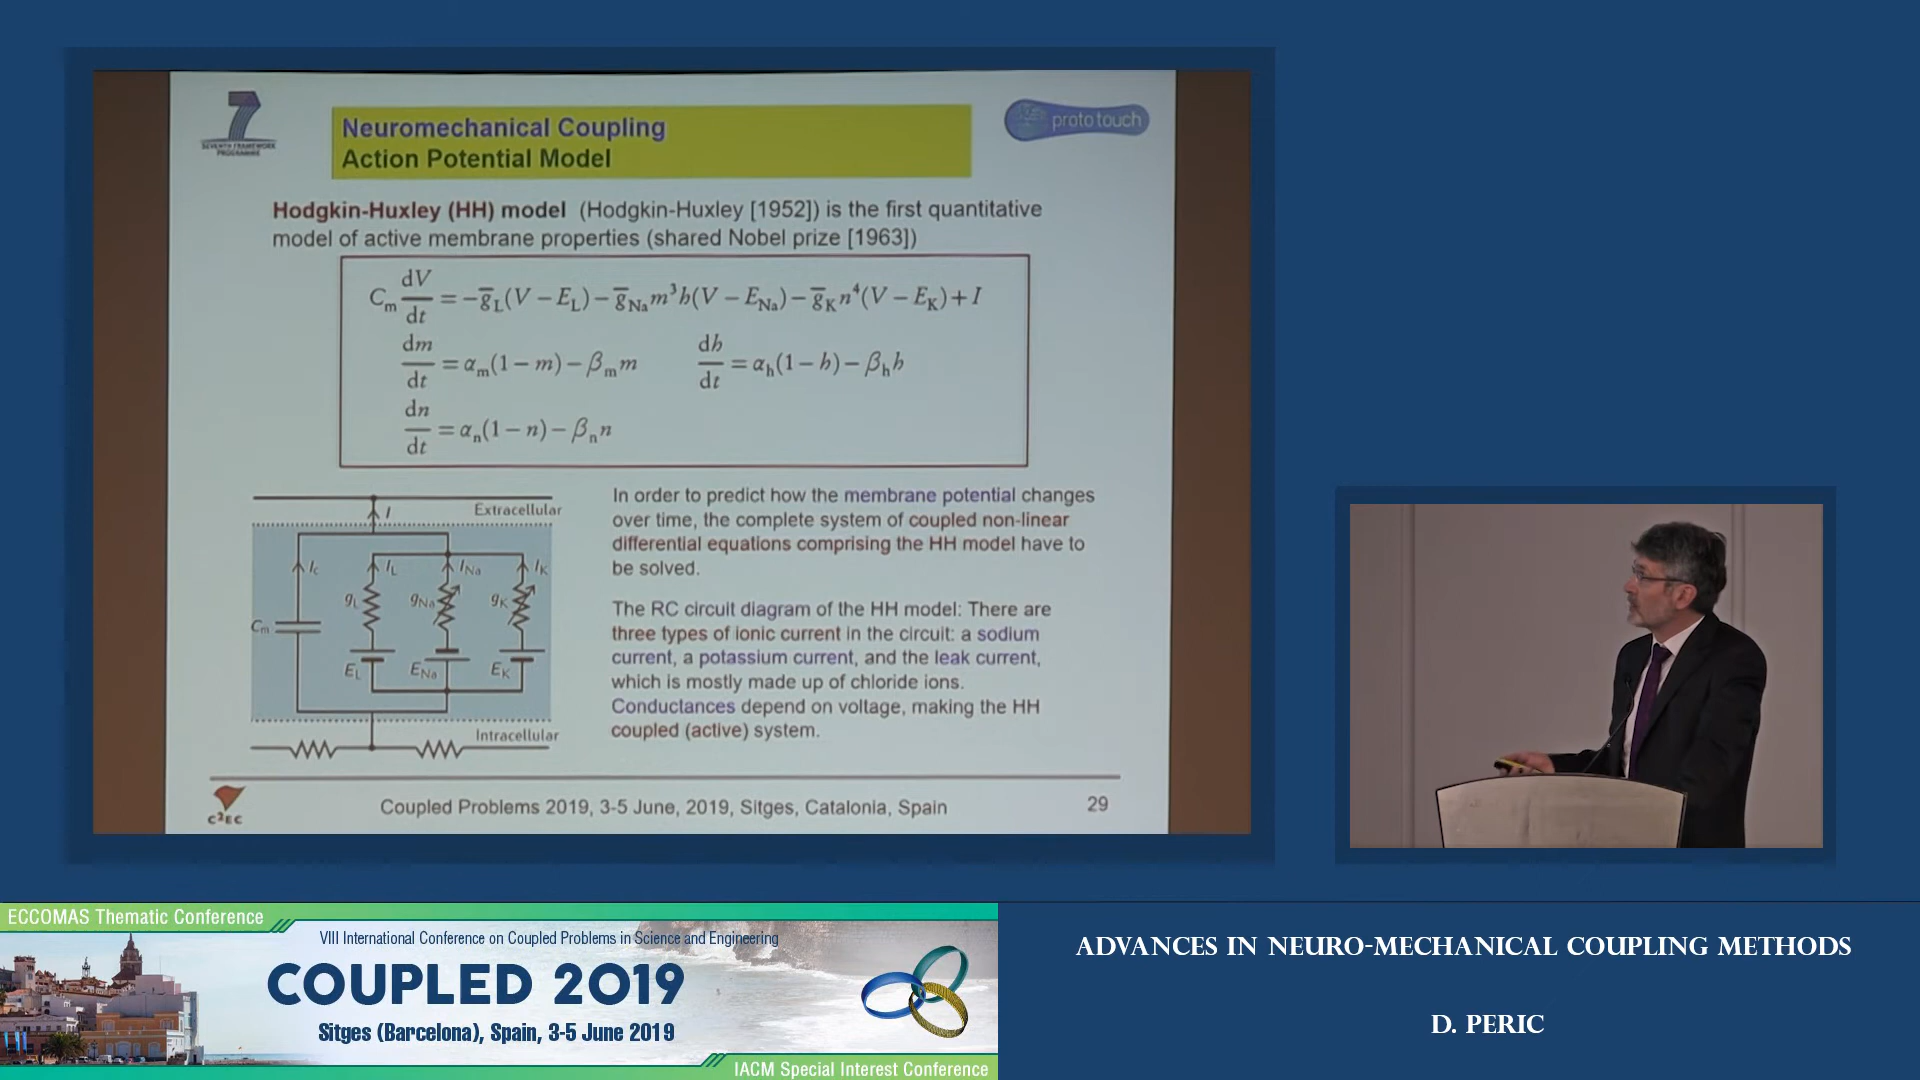 SEVENTH FRAMEWORK
PROGRAMME
Neuromechanical Coupling
Action Potential Model
proto touch
Hodgkin-Huxley (HH) model (Hodgkin-Huxley [1952]) is the first quantitative
model of active membrane properties (shared Nobel prize [1963])
C_m dV/dt = −g̅_L(V − E_L) − g̅_Na m³h(V − E_Na) − g̅_K n⁴(V − E_K) + I
dm/dt = α_m(1 − m) − β_m m
dh/dt = α_h(1 − h) − β_h h
dn/dt = α_n(1 − n) − β_n n
I
Extracellular
I_c
I_L
I_Na
I_K
g_L
g_Na
g_K
C_m
E_L
E_Na
E_K
Intracellular
In order to predict how the membrane potential changes
over time, the complete system of coupled non-linear
differential equations comprising the HH model have to
be solved.
The RC circuit diagram of the HH model: There are
three types of ionic current in the circuit: a sodium
current, a potassium current, and the leak current,
which is mostly made up of chloride ions.
Conductances depend on voltage, making the HH
coupled (active) system.
C²EC
Coupled Problems 2019, 3-5 June, 2019, Sitges, Catalonia, Spain
29
ECCOMAS Thematic Conference
VIII International Conference on Coupled Problems in Science and Engineering
COUPLED 2019
Sitges (Barcelona), Spain, 3-5 June 2019
IACM Special Interest Conference
ADVANCES IN NEURO-MECHANICAL COUPLING METHODS
D. PERIC